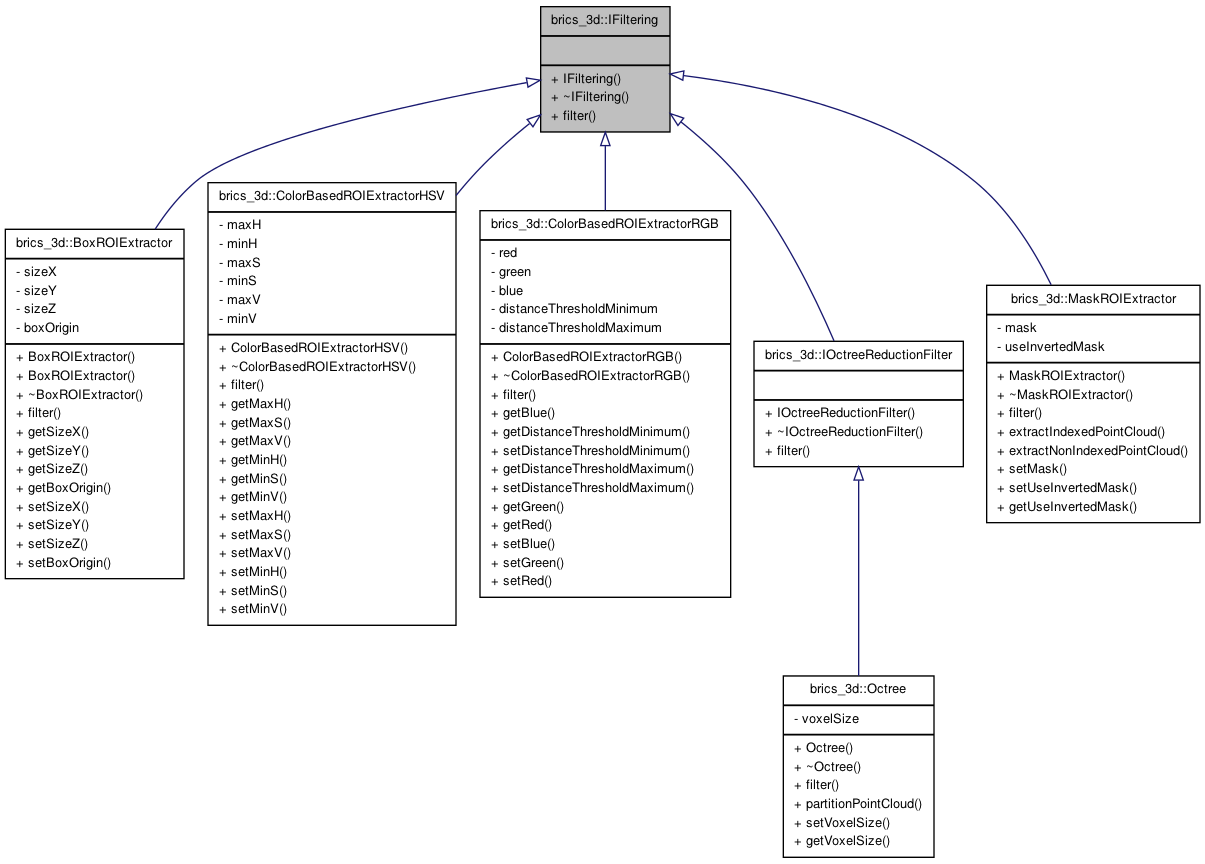 brics_3d::IFiltering
+ IFiltering()
+ ~IFiltering()
+ filter()
brics_3d::BoxROIExtractor
- sizeX
- sizeY
- sizeZ
- boxOrigin
+ BoxROIExtractor()
+ BoxROIExtractor()
+ ~BoxROIExtractor()
+ filter()
+ getSizeX()
+ getSizeY()
+ getSizeZ()
+ getBoxOrigin()
+ setSizeX()
+ setSizeY()
+ setSizeZ()
+ setBoxOrigin()
brics_3d::ColorBasedROIExtractorHSV
- maxH
- minH
- maxS
- minS
- maxV
- minV
+ ColorBasedROIExtractorHSV()
+ ~ColorBasedROIExtractorHSV()
+ filter()
+ getMaxH()
+ getMaxS()
+ getMaxV()
+ getMinH()
+ getMinS()
+ getMinV()
+ setMaxH()
+ setMaxS()
+ setMaxV()
+ setMinH()
+ setMinS()
+ setMinV()
brics_3d::ColorBasedROIExtractorRGB
- red
- green
- blue
- distanceThresholdMinimum
- distanceThresholdMaximum
+ ColorBasedROIExtractorRGB()
+ ~ColorBasedROIExtractorRGB()
+ filter()
+ getBlue()
+ getDistanceThresholdMinimum()
+ setDistanceThresholdMinimum()
+ getDistanceThresholdMaximum()
+ setDistanceThresholdMaximum()
+ getGreen()
+ getRed()
+ setBlue()
+ setGreen()
+ setRed()
brics_3d::IOctreeReductionFilter
+ IOctreeReductionFilter()
+ ~IOctreeReductionFilter()
+ filter()
brics_3d::MaskROIExtractor
- mask
- useInvertedMask
+ MaskROIExtractor()
+ ~MaskROIExtractor()
+ filter()
+ extractIndexedPointCloud()
+ extractNonIndexedPointCloud()
+ setMask()
+ setUseInvertedMask()
+ getUseInvertedMask()
brics_3d::Octree
- voxelSize
+ Octree()
+ ~Octree()
+ filter()
+ partitionPointCloud()
+ setVoxelSize()
+ getVoxelSize()